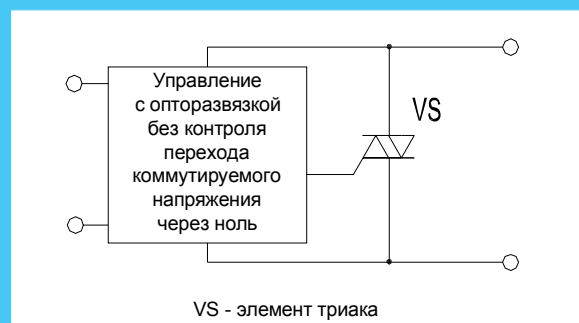 Управление
с опторазвязкой
без контроля
перехода
коммутируемого
напряжения
через ноль
VS
VS - элемент триака